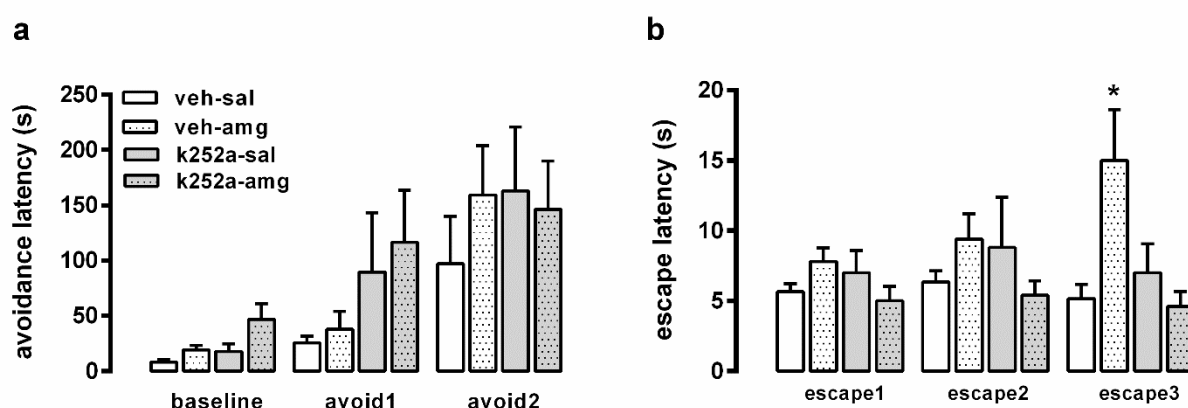 a
avoidance latency (s)
250
200
150
100
50
0
veh-sal
veh-amg
k252a-sal
k252a-amg
baseline avoid1 avoid2
b
escape latency (s)
20
15
10
5
0
*
escape1 escape2 escape3